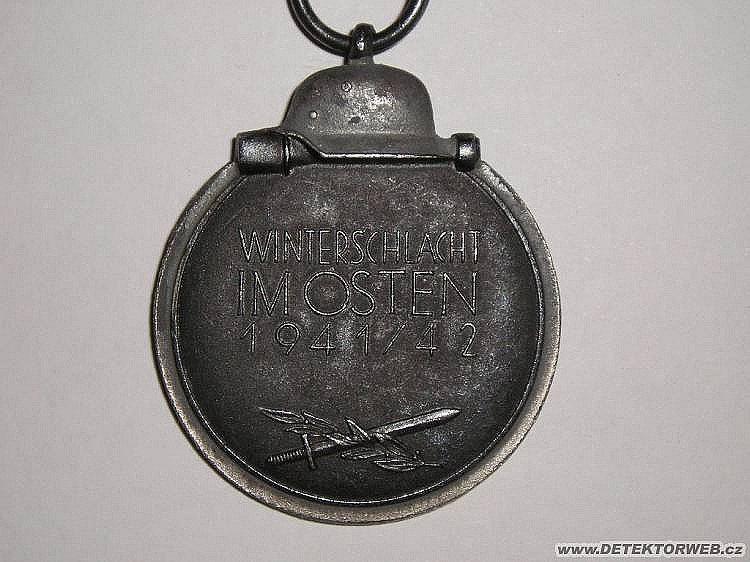 WINTERSCHLACHT
IM OSTEN
1941/42
www.DETEKTORWEB.cz